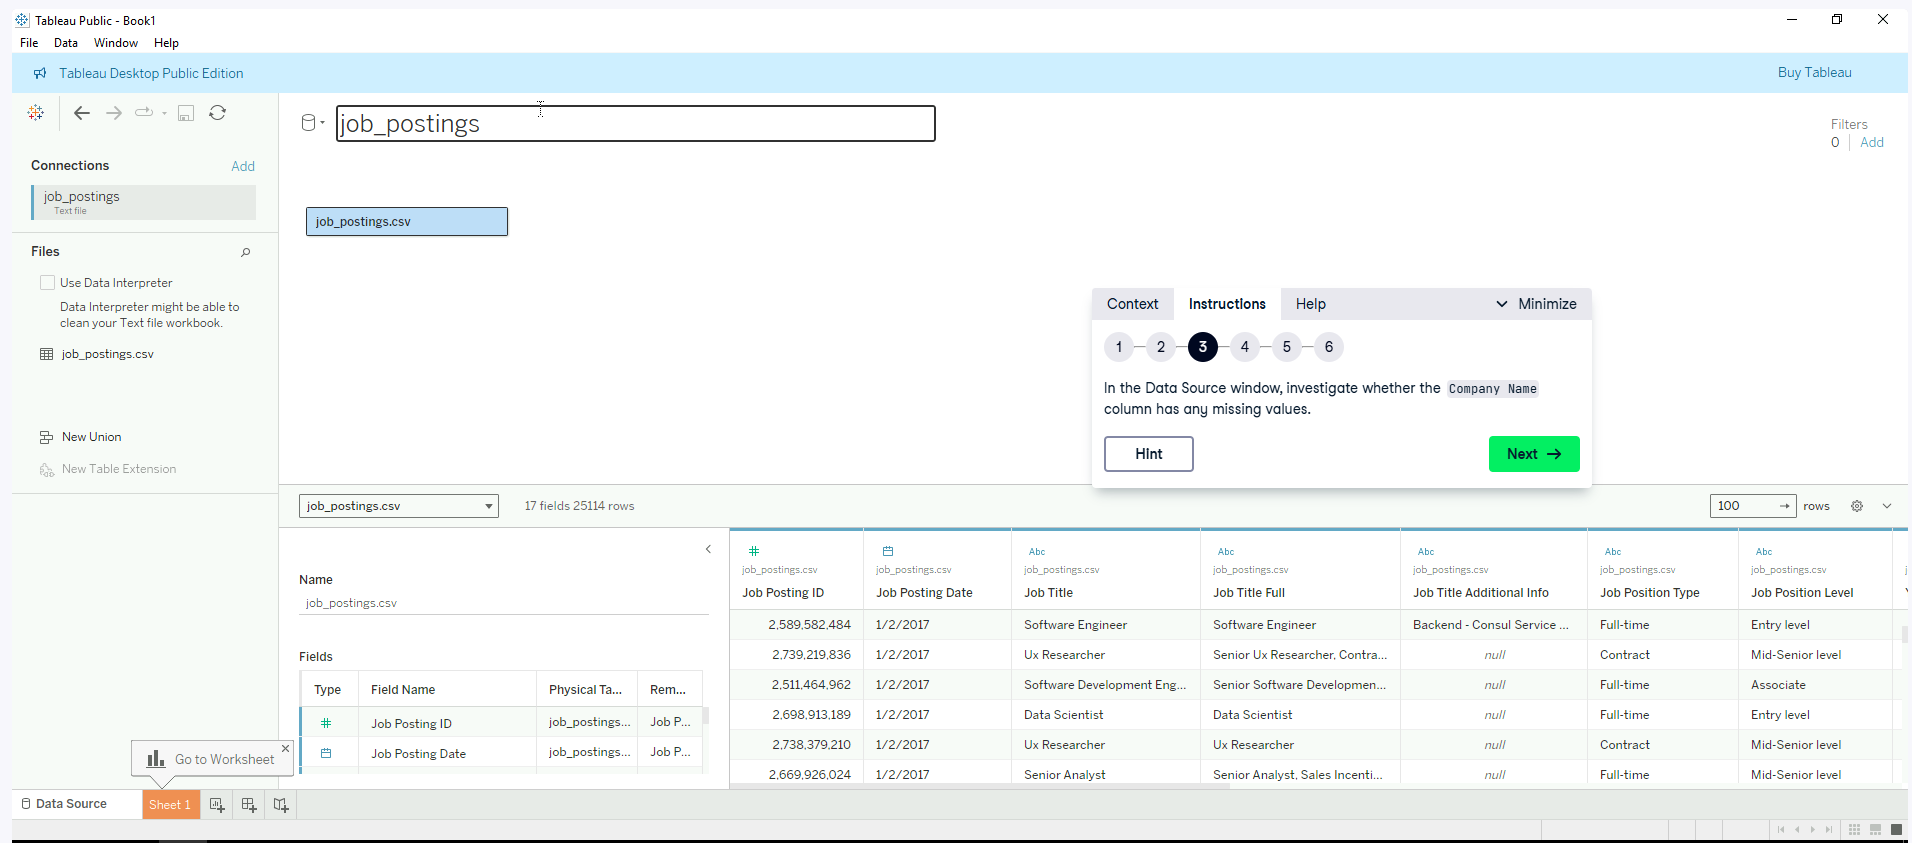 Tableau Public - Book1
File Data Window Help
Tableau Desktop Public Edition
Buy Tableau
job_postings
Filters
0 Add
Connections Add
job_postings
Text file
job_postings.csv
Files
Use Data Interpreter
Data Interpreter might be able to
clean your Text file workbook.
job_postings.csv
New Union
New Table Extension
Context Instructions Help Minimize
1 2 3 4 5 6
In the Data Source window, investigate whether the Company Name
column has any missing values.
Hint Next
job_postings.csv 17 fields 25114 rows 100 rows
Name
job_postings.csv
Fields
Type Field Name Physical Ta... Rem...
Job Posting ID job_postings... Job P...
Job Posting Date job_postings... Job P...
Abc Abc Abc Abc Abc
job_postings.csv job_postings.csv job_postings.csv job_postings.csv job_postings.csv job_postings.csv job_postings.csv
Job Posting ID Job Posting Date Job Title Job Title Full Job Title Additional Info Job Position Type Job Position Level
2,589,582,484 1/2/2017 Software Engineer Software Engineer Backend - Consul Service ... Full-time Entry level
2,739,219,836 1/2/2017 Ux Researcher Senior Ux Researcher, Contra... null Contract Mid-Senior level
2,511,464,962 1/2/2017 Software Development Eng... Senior Software Developmen... null Full-time Associate
2,698,913,189 1/2/2017 Data Scientist Data Scientist null Full-time Entry level
2,738,379,210 1/2/2017 Ux Researcher Ux Researcher null Contract Mid-Senior level
2,669,926,024 1/2/2017 Senior Analyst Senior Analyst, Sales Incenti... null Full-time Mid-Senior level
Go to Worksheet
Data Source Sheet 1